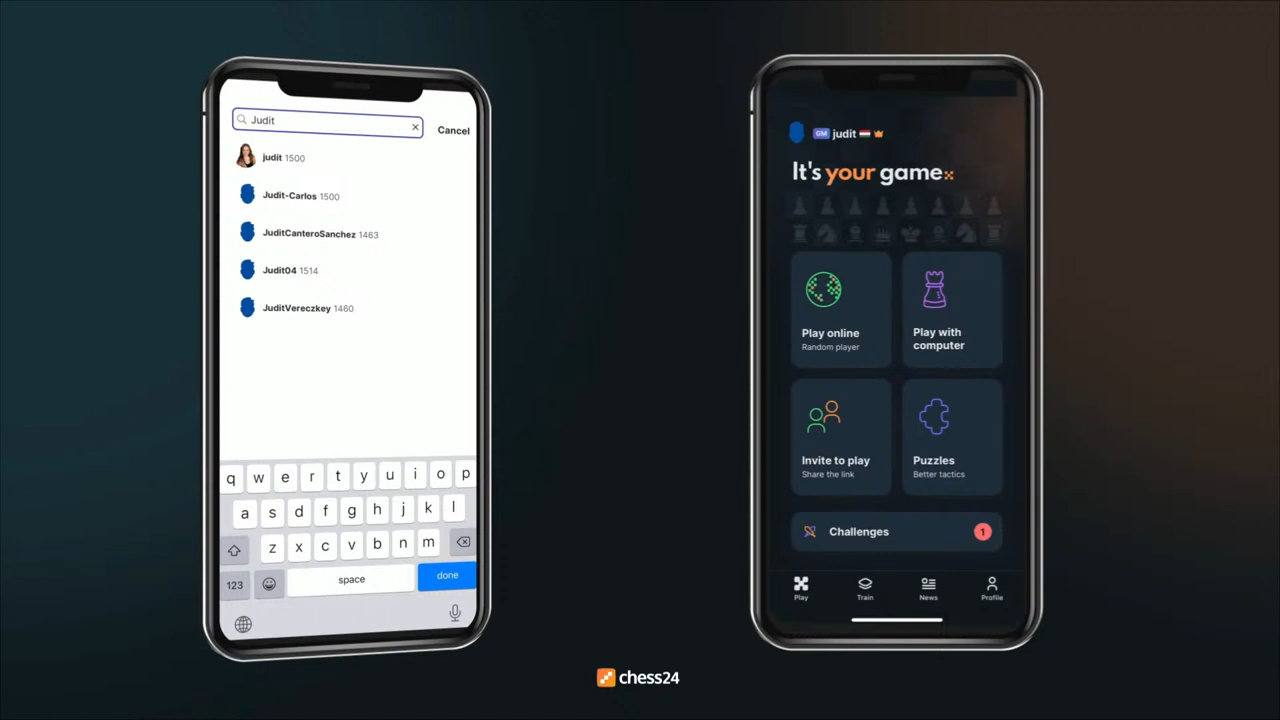 Judit
Cancel
judit 1500
Judit-Carlos 1500
JuditCanteroSanchez 1463
Judit04 1514
JuditVereczkey 1460
q w e r t y u i o p
a s d f g h j k l
z x c v b n m
123 space done
GM judit
It's your game
Play online
Random player
Play with
computer
Invite to play
Share the link
Puzzles
Better tactics
Challenges 1
Play Train News Profile
chess24